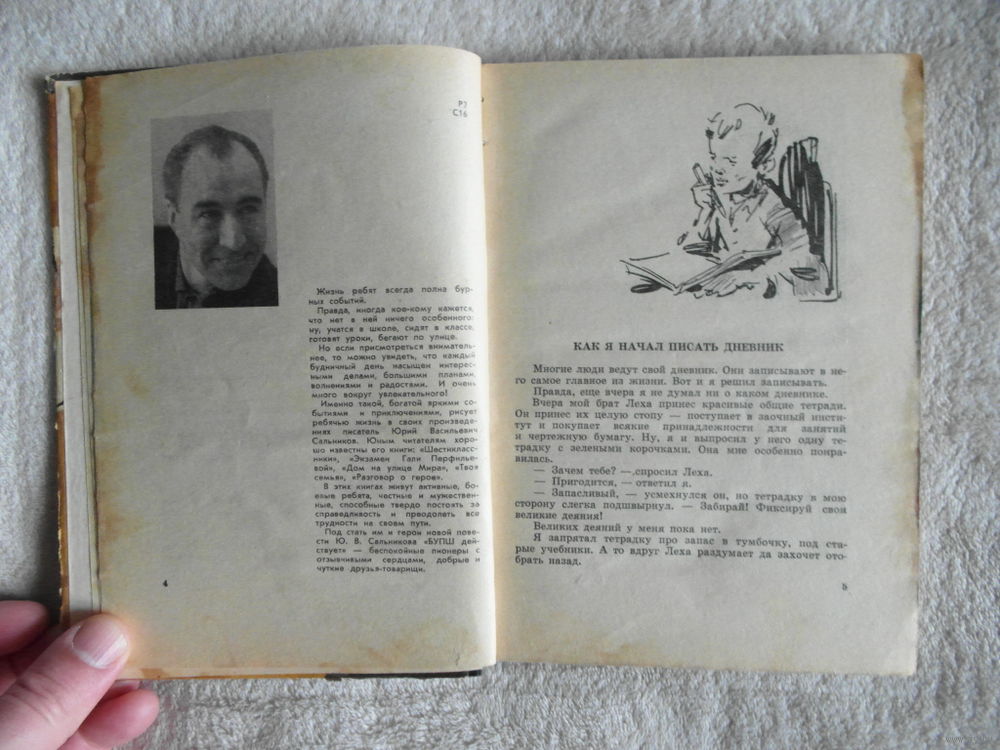 Р7
С16
Жизнь ребят всегда полна бур-
ных событий.
Правда, иногда кое-кому кажется,
что нет в ней ничего особенного:
ну, учатся в школе, сидят в классе,
готовят уроки, бегают по улице.
Но если присмотреться вниматель-
нее, то можно увидеть, что каждый
будничный день насыщен интерес-
ными делами, большими планами,
волнениями и радостями. И очень
много вокруг увлекательного!
Именно такой, богатой яркими со-
бытиями и приключениями, рисует
ребячью жизнь в своих произведе-
ниях писатель Юрий Васильевич
Сальников. Юным читателям хоро-
шо известны его книги: «Шестикласс-
ники», «Экзамен Гали Перфилье-
вой», «Дом на улице Мира», «Твоя
семья», «Разговор о герое».
В этих книгах живут активные, бо-
евые ребята, честные и мужествен-
ные, способные твердо постоять за
справедливость и преодолеть все
трудности на своем пути.
Под стать им и герои новой повес-
ти Ю. В. Сальникова «БУПШ дей-
ствует» — беспокойные пионеры с
отзывчивыми сердцами, добрые и
чуткие друзья-товарищи.
4
КАК Я НАЧАЛ ПИСАТЬ ДНЕВНИК
Многие люди ведут свой дневник. Они записывают в не-
го самое главное из жизни. Вот и я решил записывать.
Правда, еще вчера я не думал ни о каком дневнике.
Вчера мой брат Леха принес красивые общие тетради.
Он принес их целую стопу — поступает в заочный инсти-
тут и покупает всякие принадлежности для занятий
и чертежную бумагу. Ну, я и выпросил у него одну те-
традку с зелеными корочками. Она мне особенно понра-
вилась.
— Зачем тебе? — спросил Леха.
— Пригодится, — ответил я.
— Запасливый, — усмехнулся он, но тетрадку в мою
сторону слегка подшвырнул. — Забирай! Фиксируй свои
великие деяния!
Великих деяний у меня пока нет.
Я запрятал тетрадку про запас в тумбочку, под ста-
рые учебники. А то вдруг Леха раздумает да захочет ото-
брать назад.
5